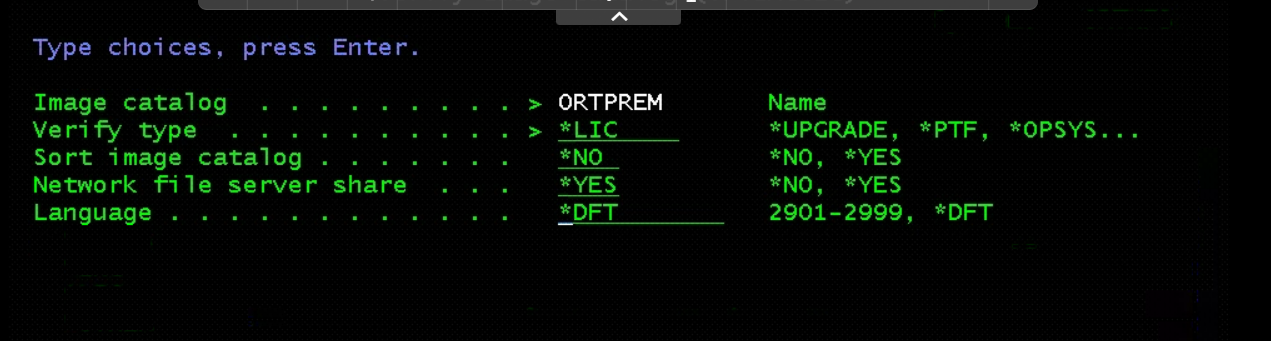 Type choices, press Enter.
Image catalog . . . . . . . . . > ORTPREM Name
Verify type . . . . . . . . . . > *LIC *UPGRADE, *PTF, *OPSYS...
Sort image catalog . . . . . . . *NO *NO, *YES
Network file server share . . . *YES *NO, *YES
Language . . . . . . . . . . . . *DFT 2901-2999, *DFT